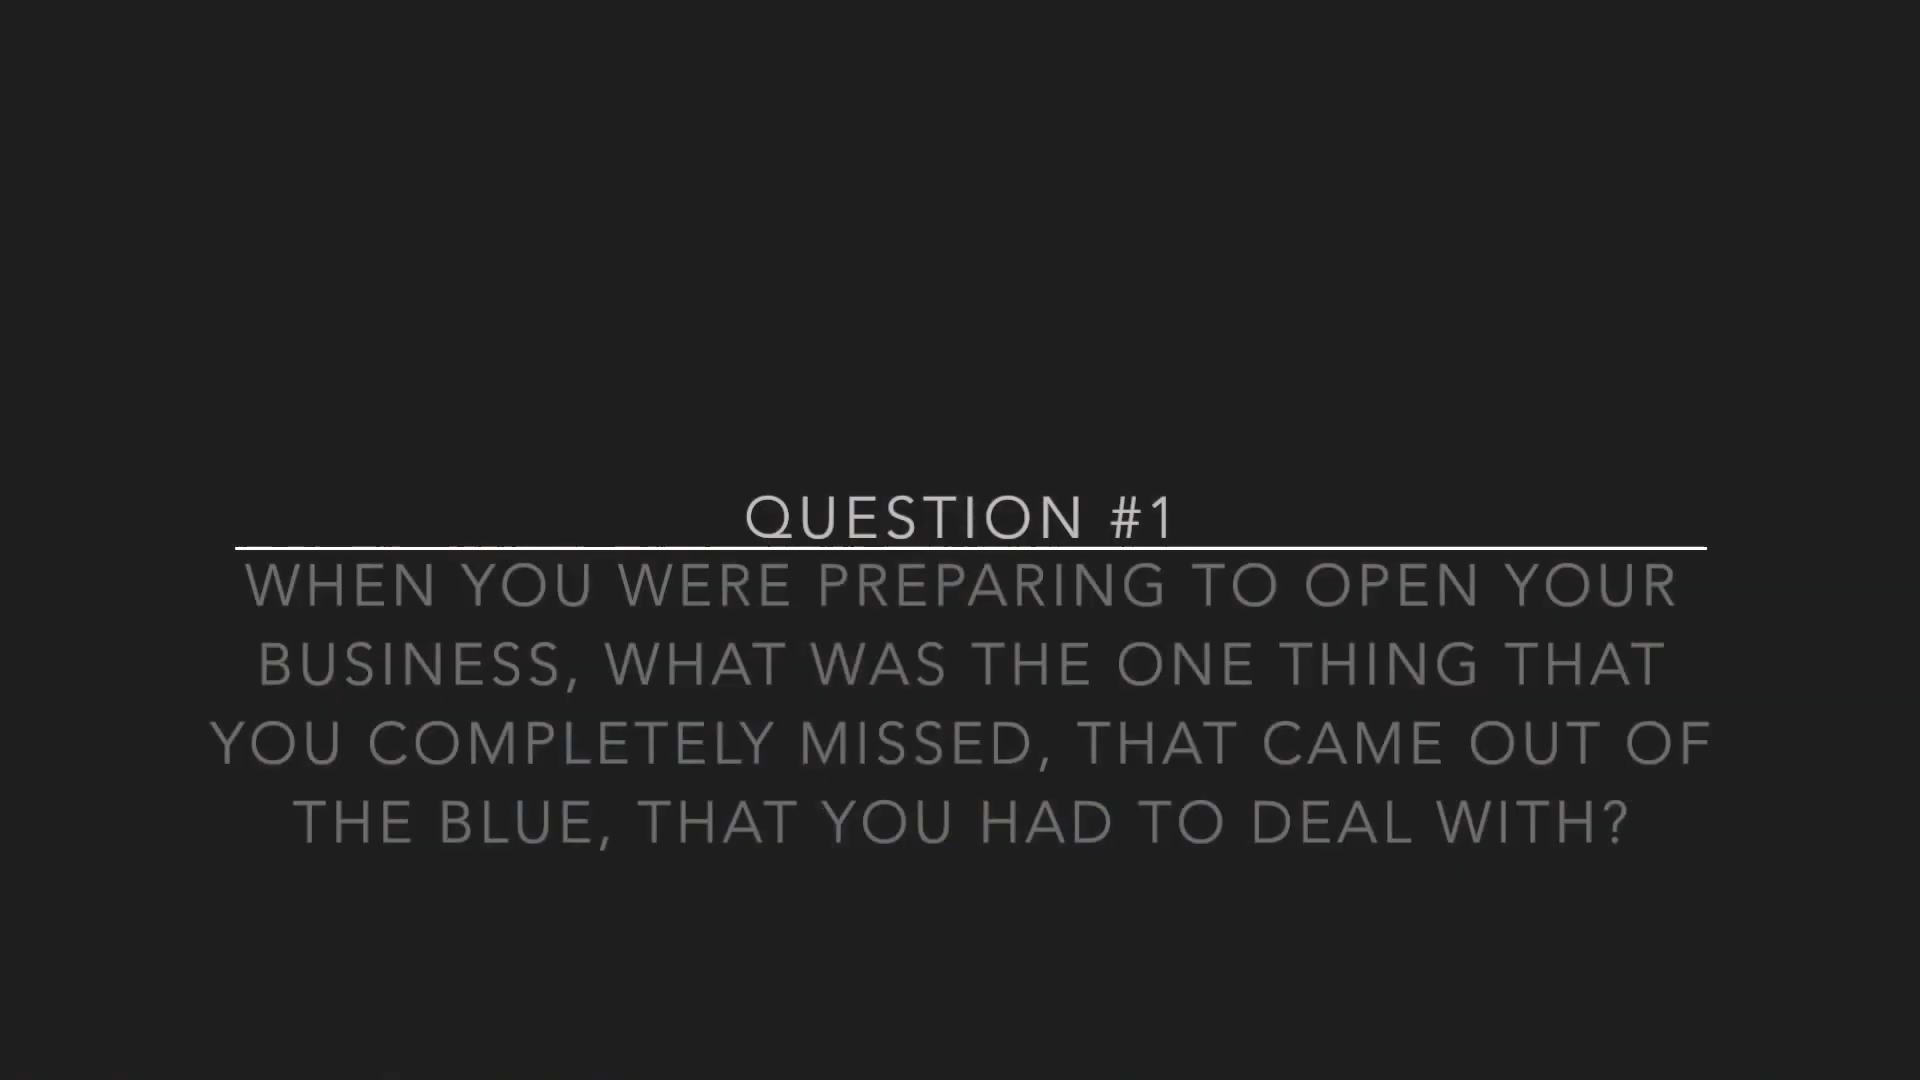 QUESTION #1
WHEN YOU WERE PREPARING TO OPEN YOUR
BUSINESS, WHAT WAS THE ONE THING THAT
YOU COMPLETELY MISSED, THAT CAME OUT OF
THE BLUE, THAT YOU HAD TO DEAL WITH?